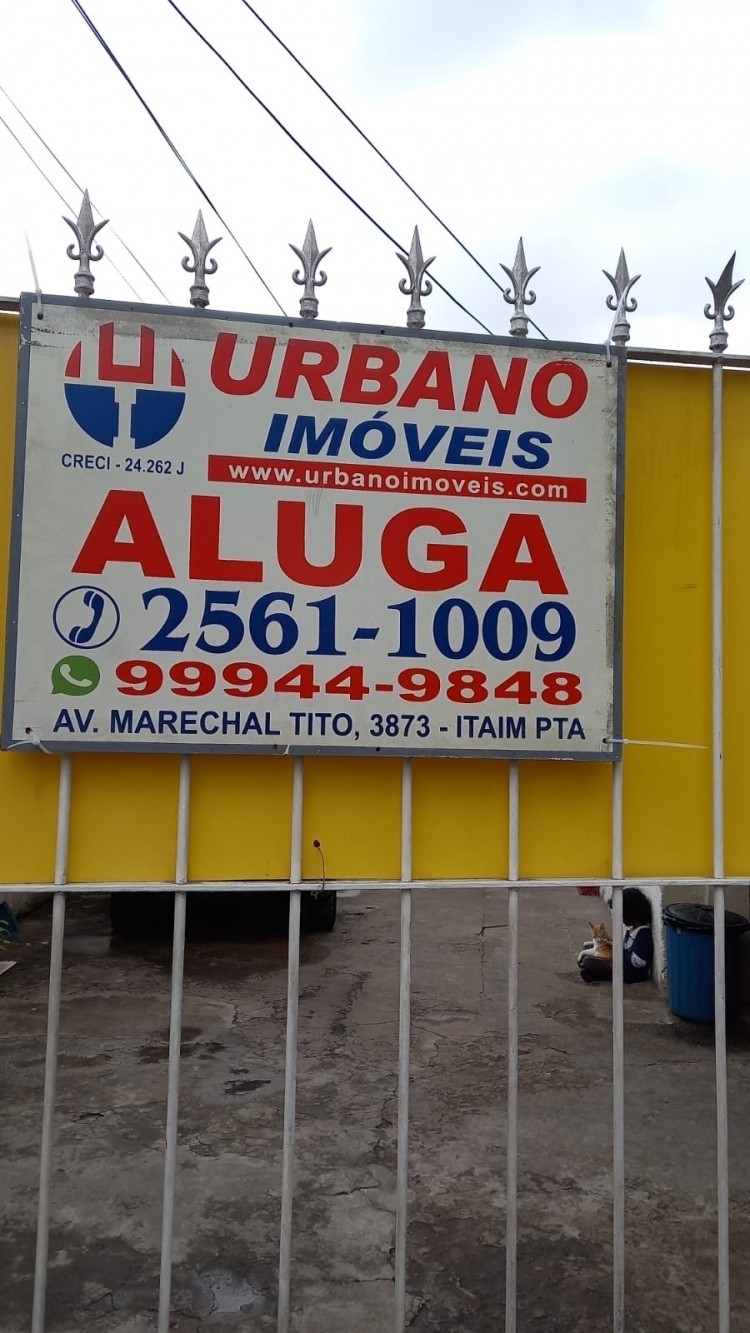 URBANO
IMÓVEIS
CRECI - 24.262 J
www.urbanoimoveis.com
ALUGA
2561-1009
99944-9848
AV. MARECHAL TITO, 3873 - ITAIM PTA